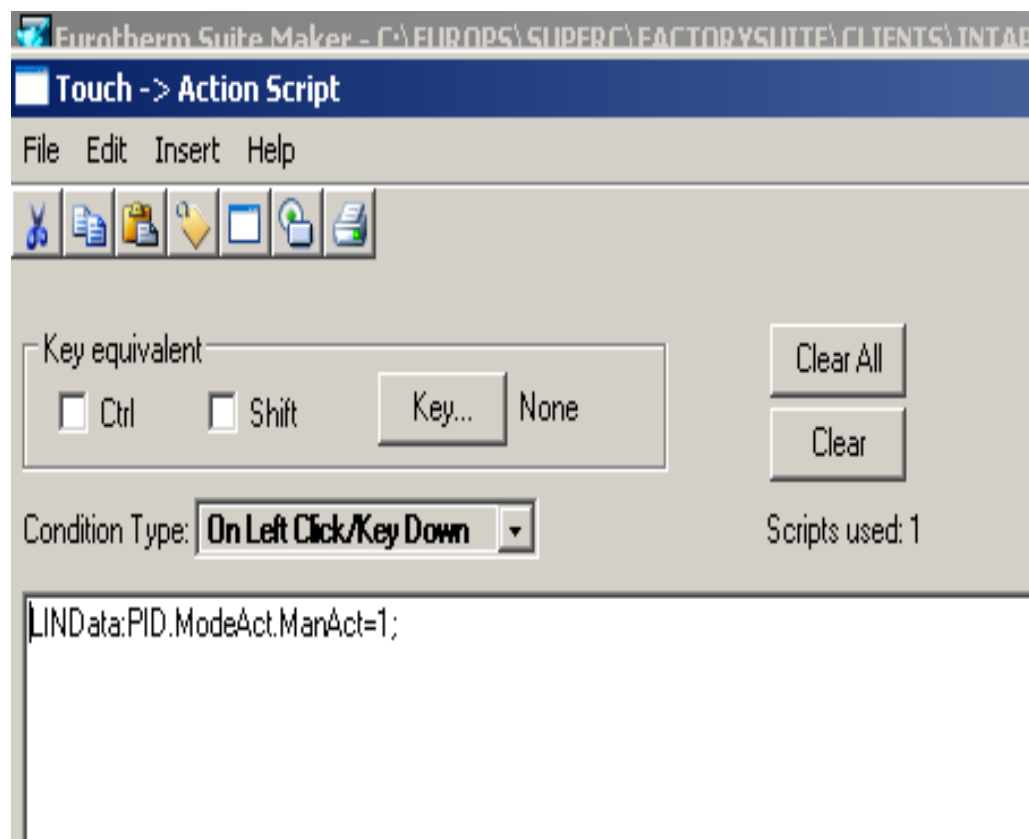 Eurotherm Suite Maker - C:\EUROPS\SUPERC\FACTORYSUITE\CLIENTS\INTAP
Touch -> Action Script
File Edit Insert Help
Key equivalent
Ctrl Shift Key... None
Clear All
Clear
Condition Type: On Left Click/Key Down Scripts used: 1
LINData:PID.ModeAct.ManAct=1;